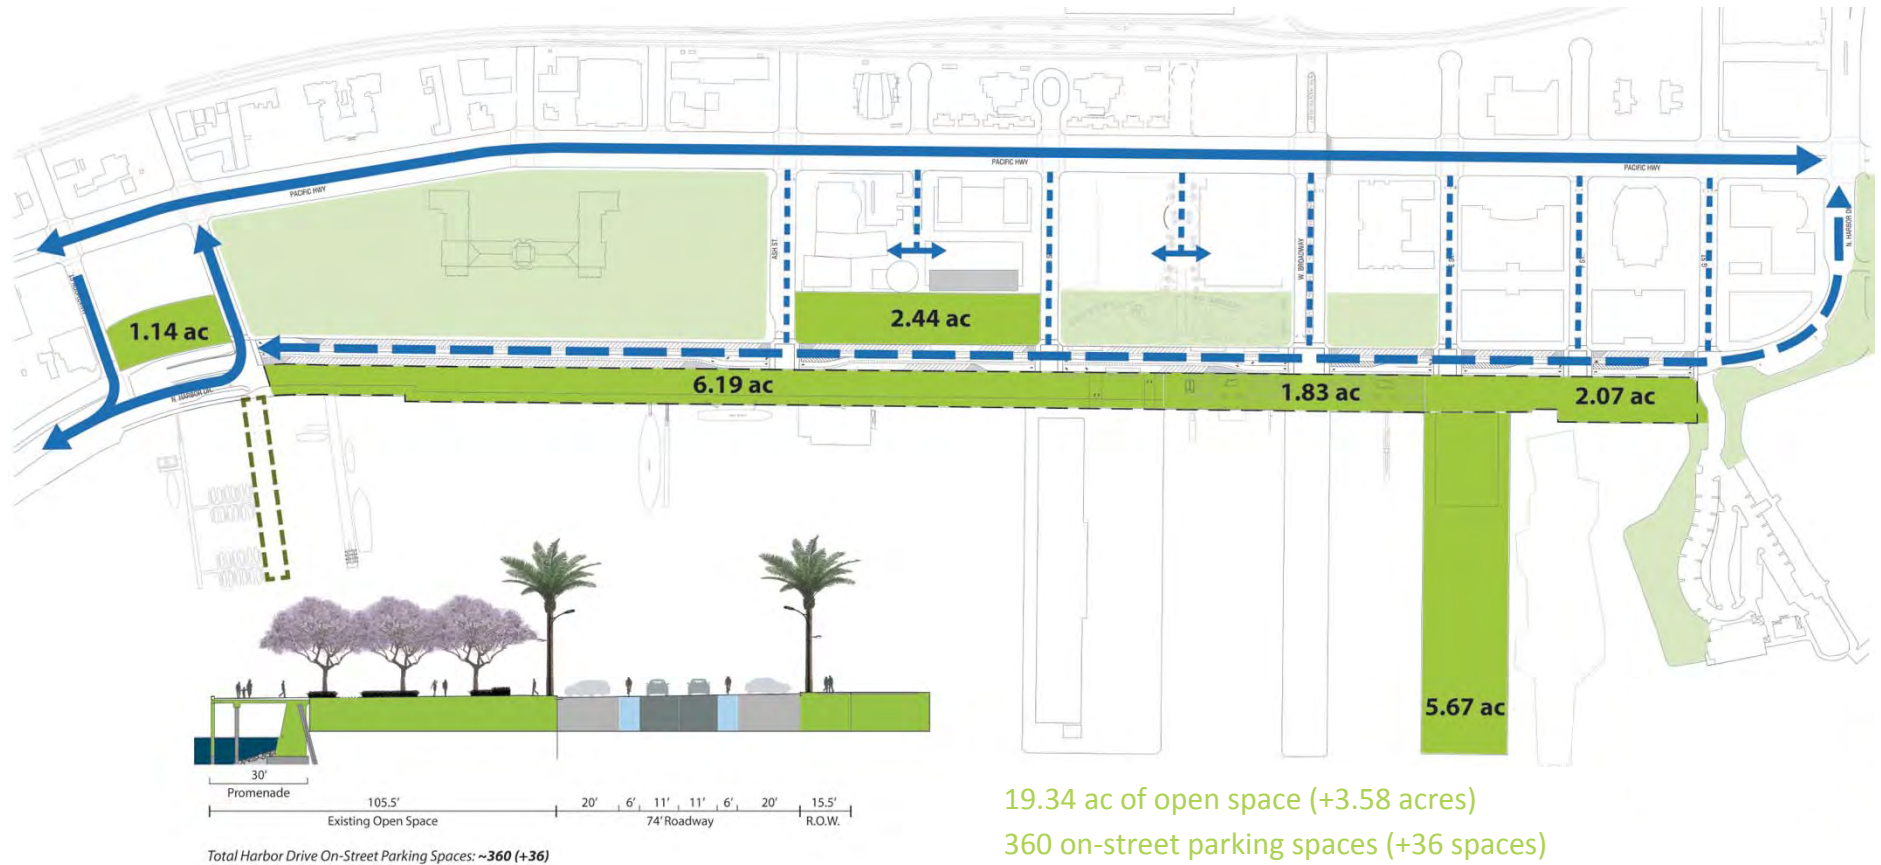 PACIFIC HWY
PACIFIC HWY
PACIFIC HWY
ASH ST.
W. BROADWAY
G ST.
N. HARBOR DR.
1.14 ac
2.44 ac
6.19 ac
1.83 ac
2.07 ac
N. HARBOR DR.
5.67 ac
30'
Promenade
105.5' 20' 6' 11' 11' 6' 20' 15.5'
Existing Open Space 74' Roadway R.O.W.
Total Harbor Drive On-Street Parking Spaces: ~360 (+36)
19.34 ac of open space (+3.58 acres)
360 on-street parking spaces (+36 spaces)